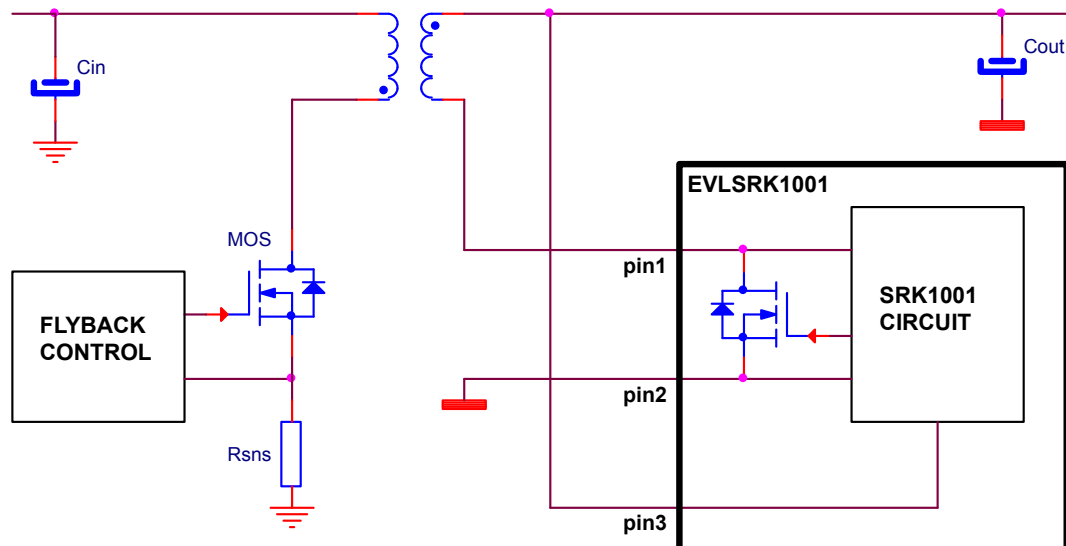 Cin
Cout
EVLSRK1001
MOS
pin1
SRK1001
CIRCUIT
FLYBACK
CONTROL
pin2
Rsns
pin3